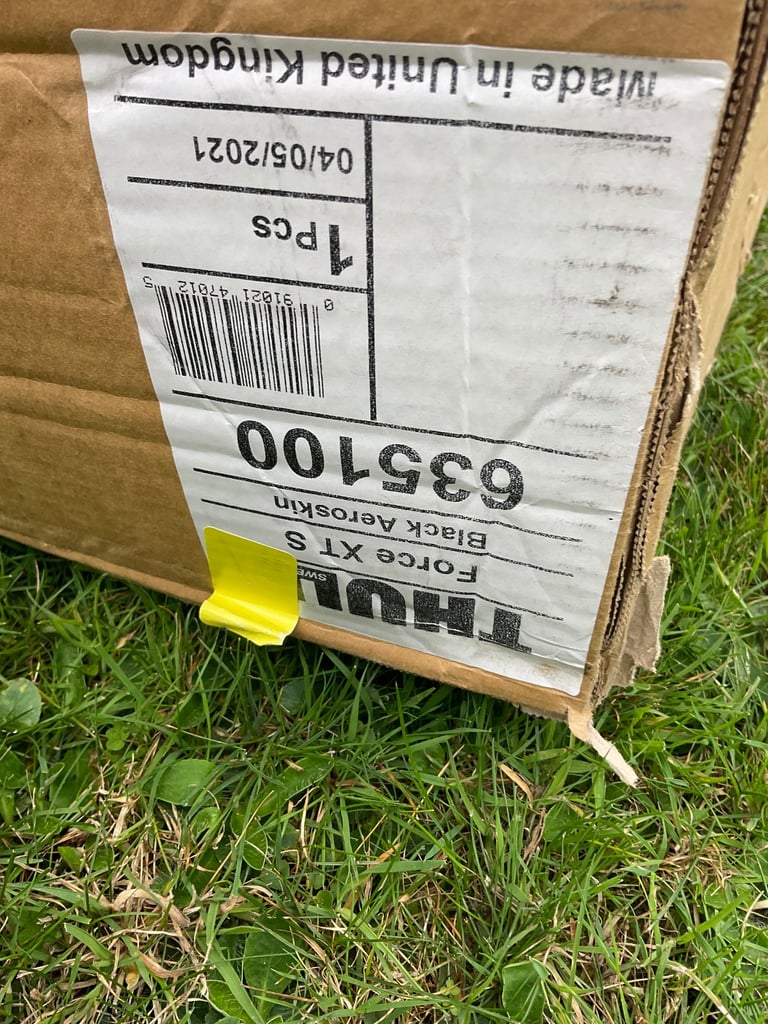 THUL
SWE
Force XT S
Black Aeroskin
635100
0 91021 47012 5
1 Pcs
04/05/2021
Made in United Kingdom